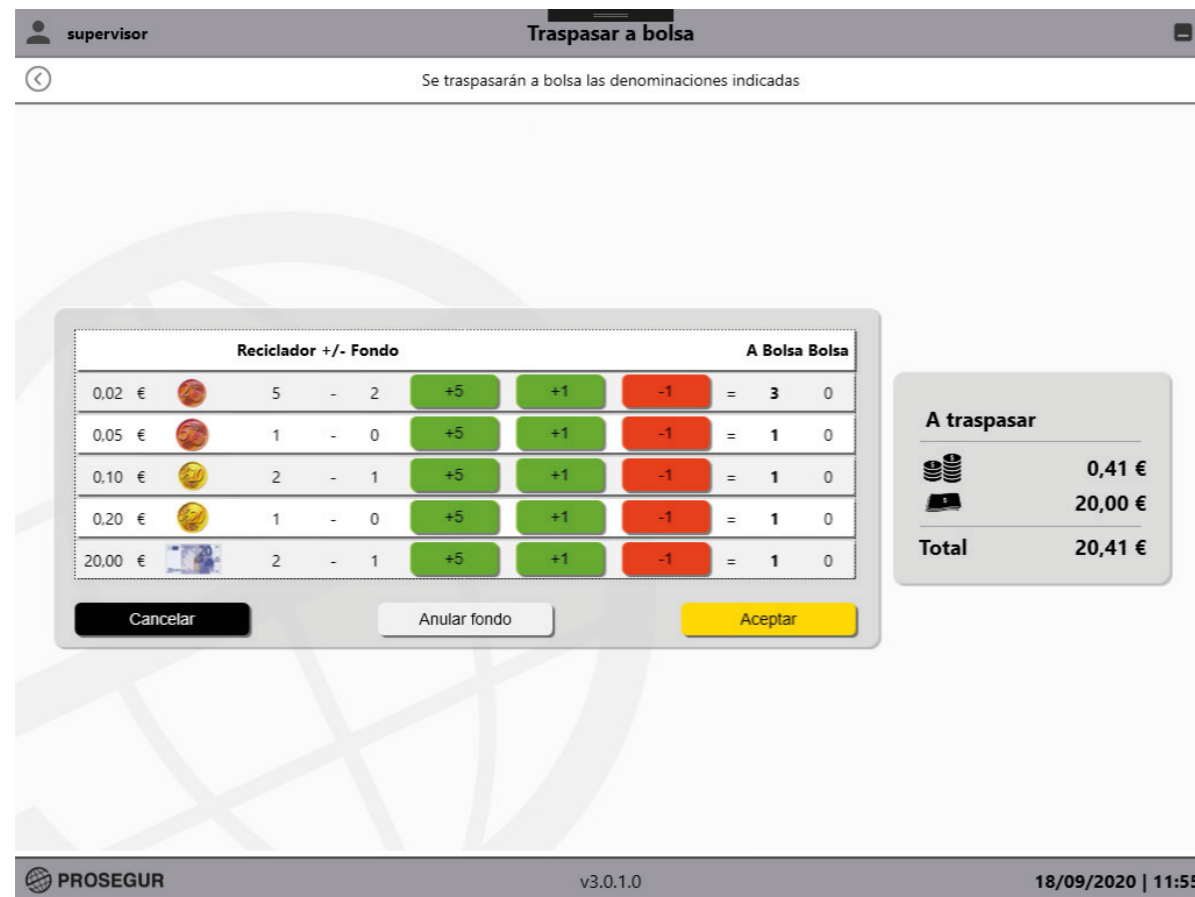 supervisor
Traspasar a bolsa
Se traspasarán a bolsa las denominaciones indicadas
Reciclador +/- Fondo A Bolsa Bolsa
0,02 € 5 - 2 +5 +1 -1 = 3 0
0,05 € 1 - 0 +5 +1 -1 = 1 0
0,10 € 2 - 1 +5 +1 -1 = 1 0
0,20 € 1 - 0 +5 +1 -1 = 1 0
20,00 € 2 - 1 +5 +1 -1 = 1 0
Cancelar Anular fondo Aceptar
A traspasar
0,41 €
20,00 €
Total 20,41 €
PROSEGUR v3.0.1.0 18/09/2020 | 11:55